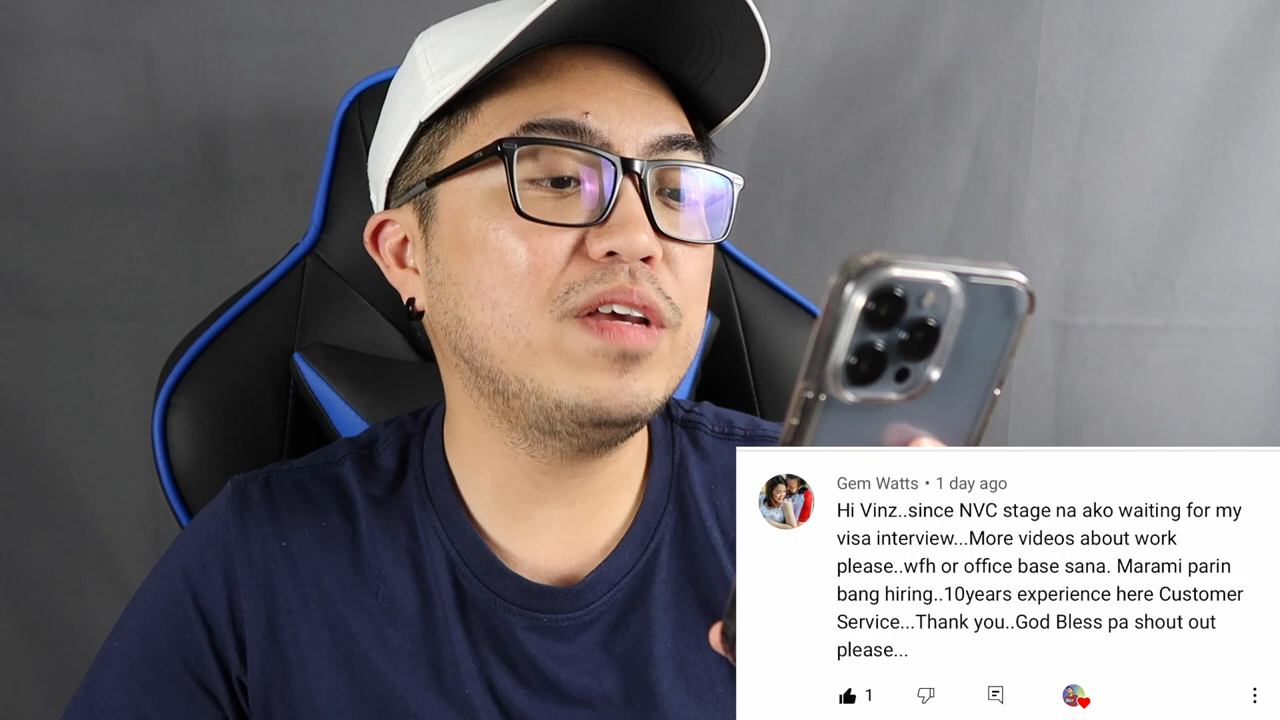 Gem Watts • 1 day ago
Hi Vinz..since NVC stage na ako waiting for my
visa interview...More videos about work
please..wfh or office base sana. Marami parin
bang hiring..10years experience here Customer
Service...Thank you..God Bless pa shout out
please...
1